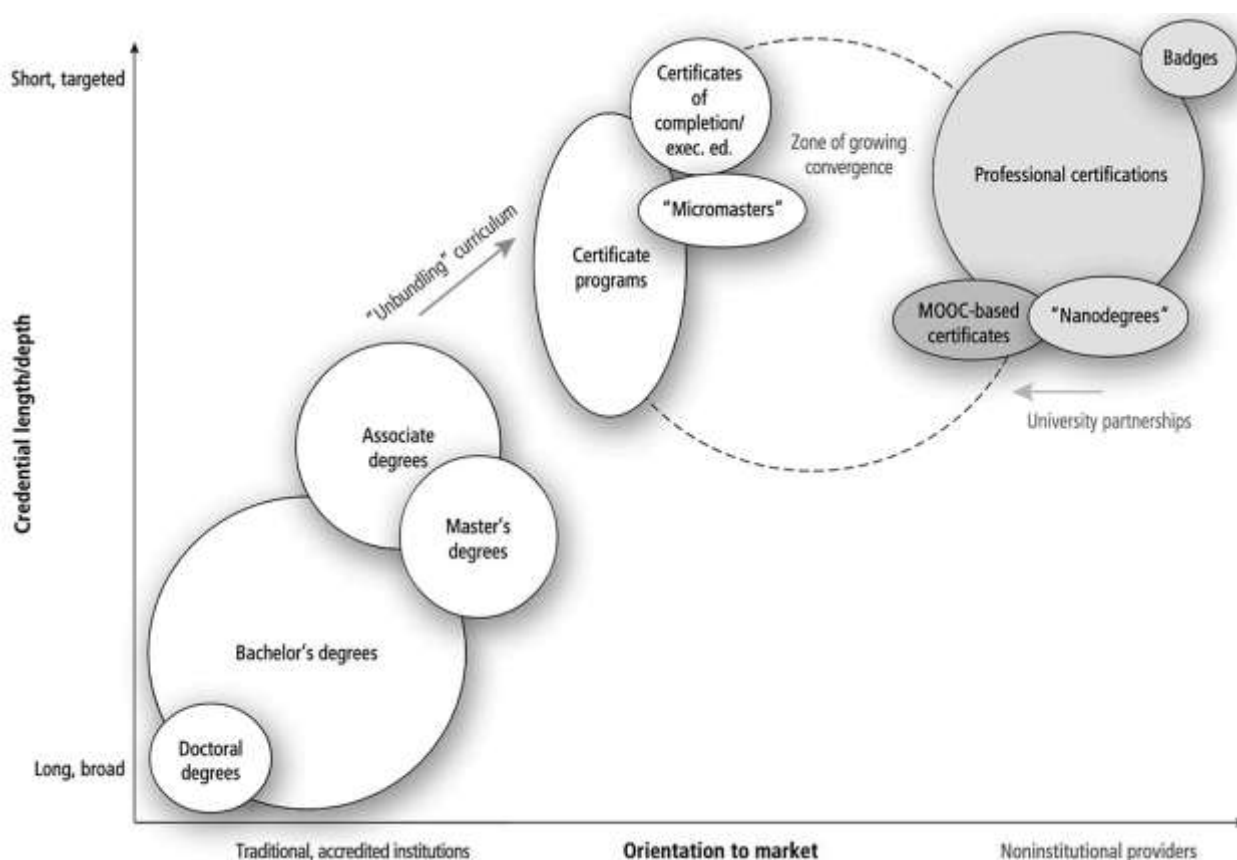 Short, targeted
Credential length/depth
Long, broad
Certificates
of
completion/
exec. ed.
"Micromasters"
Certificate
programs
"Unbundling" curriculum
Zone of growing
convergence
Badges
Professional certifications
MOOC-based
certificates
"Nanodegrees"
University partnerships
Associate
degrees
Master's
degrees
Bachelor's degrees
Doctoral
degrees
Traditional, accredited institutions
Orientation to market
Noninstitutional providers